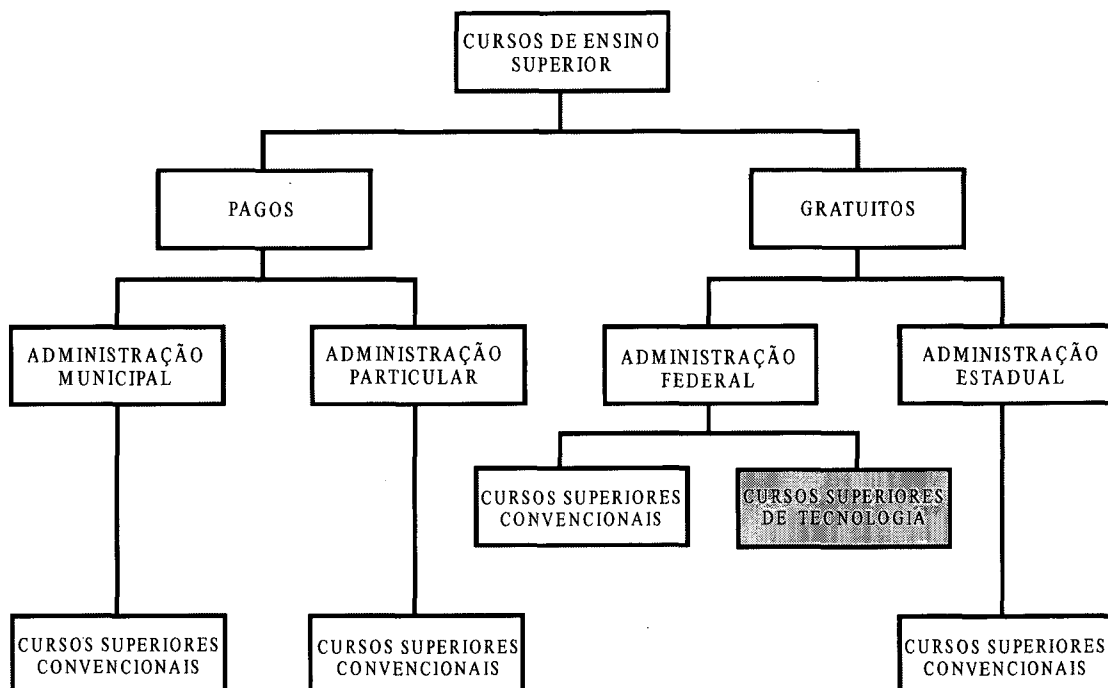 CURSOS DE ENSINO
SUPERIOR
PAGOS
GRATUITOS
ADMINISTRAÇÃO
MUNICIPAL
ADMINISTRAÇÃO
PARTICULAR
ADMINISTRAÇÃO
FEDERAL
ADMINISTRAÇÃO
ESTADUAL
CURSOS SUPERIORES
CONVENCIONAIS
CURSOS SUPERIORES
DE TECNOLOGIA
CURSOS SUPERIORES
CONVENCIONAIS
CURSOS SUPERIORES
CONVENCIONAIS
CURSOS SUPERIORES
CONVENCIONAIS